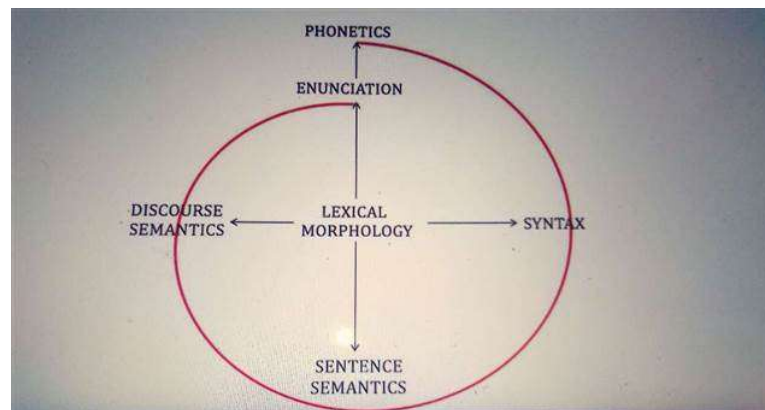 PHONETICS
ENUNCIATION
DISCOURSE
SEMANTICS
LEXICAL
MORPHOLOGY
SYNTAX
SENTENCE
SEMANTICS